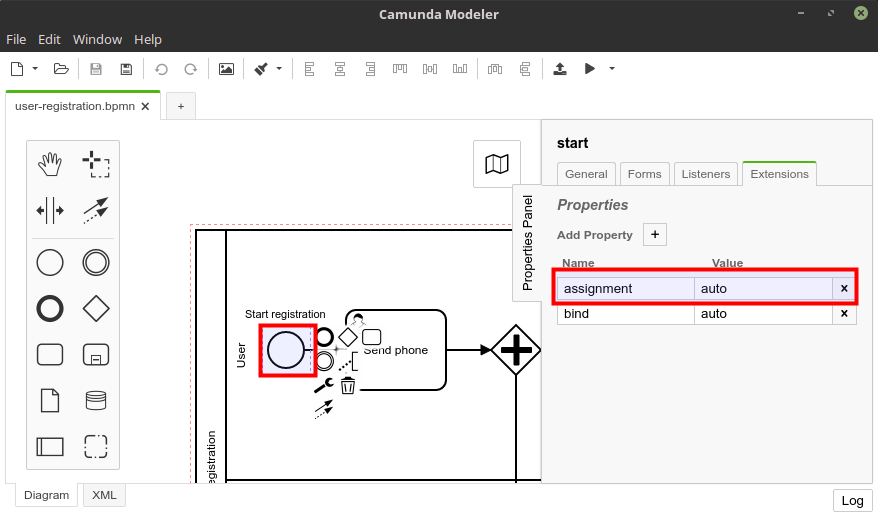 Camunda Modeler
File Edit Window Help
user-registration.bpmn
start
General Forms Listeners Extensions
Properties
Add Property
Name Value
assignment auto
bind auto
Properties Panel
Start registration
User
Send phone
egistration
Diagram XML
Log